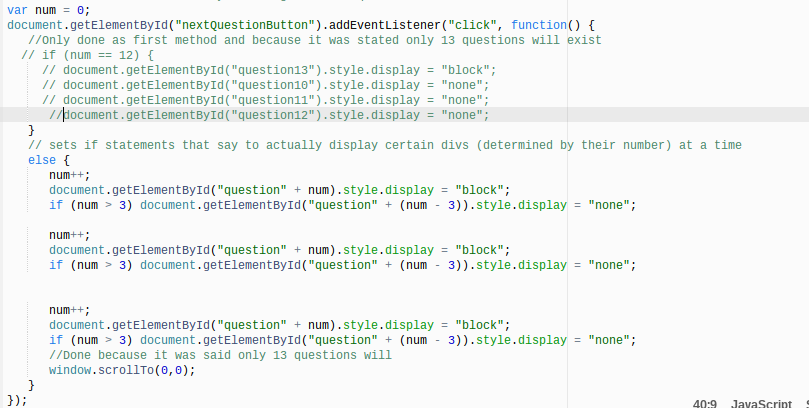 var num = 0;
document.getElementById("nextQuestionButton").addEventListener("click", function() {
//Only done as first method and because it was stated only 13 questions will exist
// if (num == 12) {
// document.getElementById("question13").style.display = "block";
// document.getElementById("question10").style.display = "none";
// document.getElementById("question11").style.display = "none";
//document.getElementById("question12").style.display = "none";
}
// sets if statements that say to actually display certain divs (determined by their number) at a time
else {
num++;
document.getElementById("question" + num).style.display = "block";
if (num > 3) document.getElementById("question" + (num - 3)).style.display = "none";
num++;
document.getElementById("question" + num).style.display = "block";
if (num > 3) document.getElementById("question" + (num - 3)).style.display = "none";
num++;
document.getElementById("question" + num).style.display = "block";
if (num > 3) document.getElementById("question" + (num - 3)).style.display = "none";
//Done because it was said only 13 questions will
window.scrollTo(0,0);
}
});
40:9 JavaScript